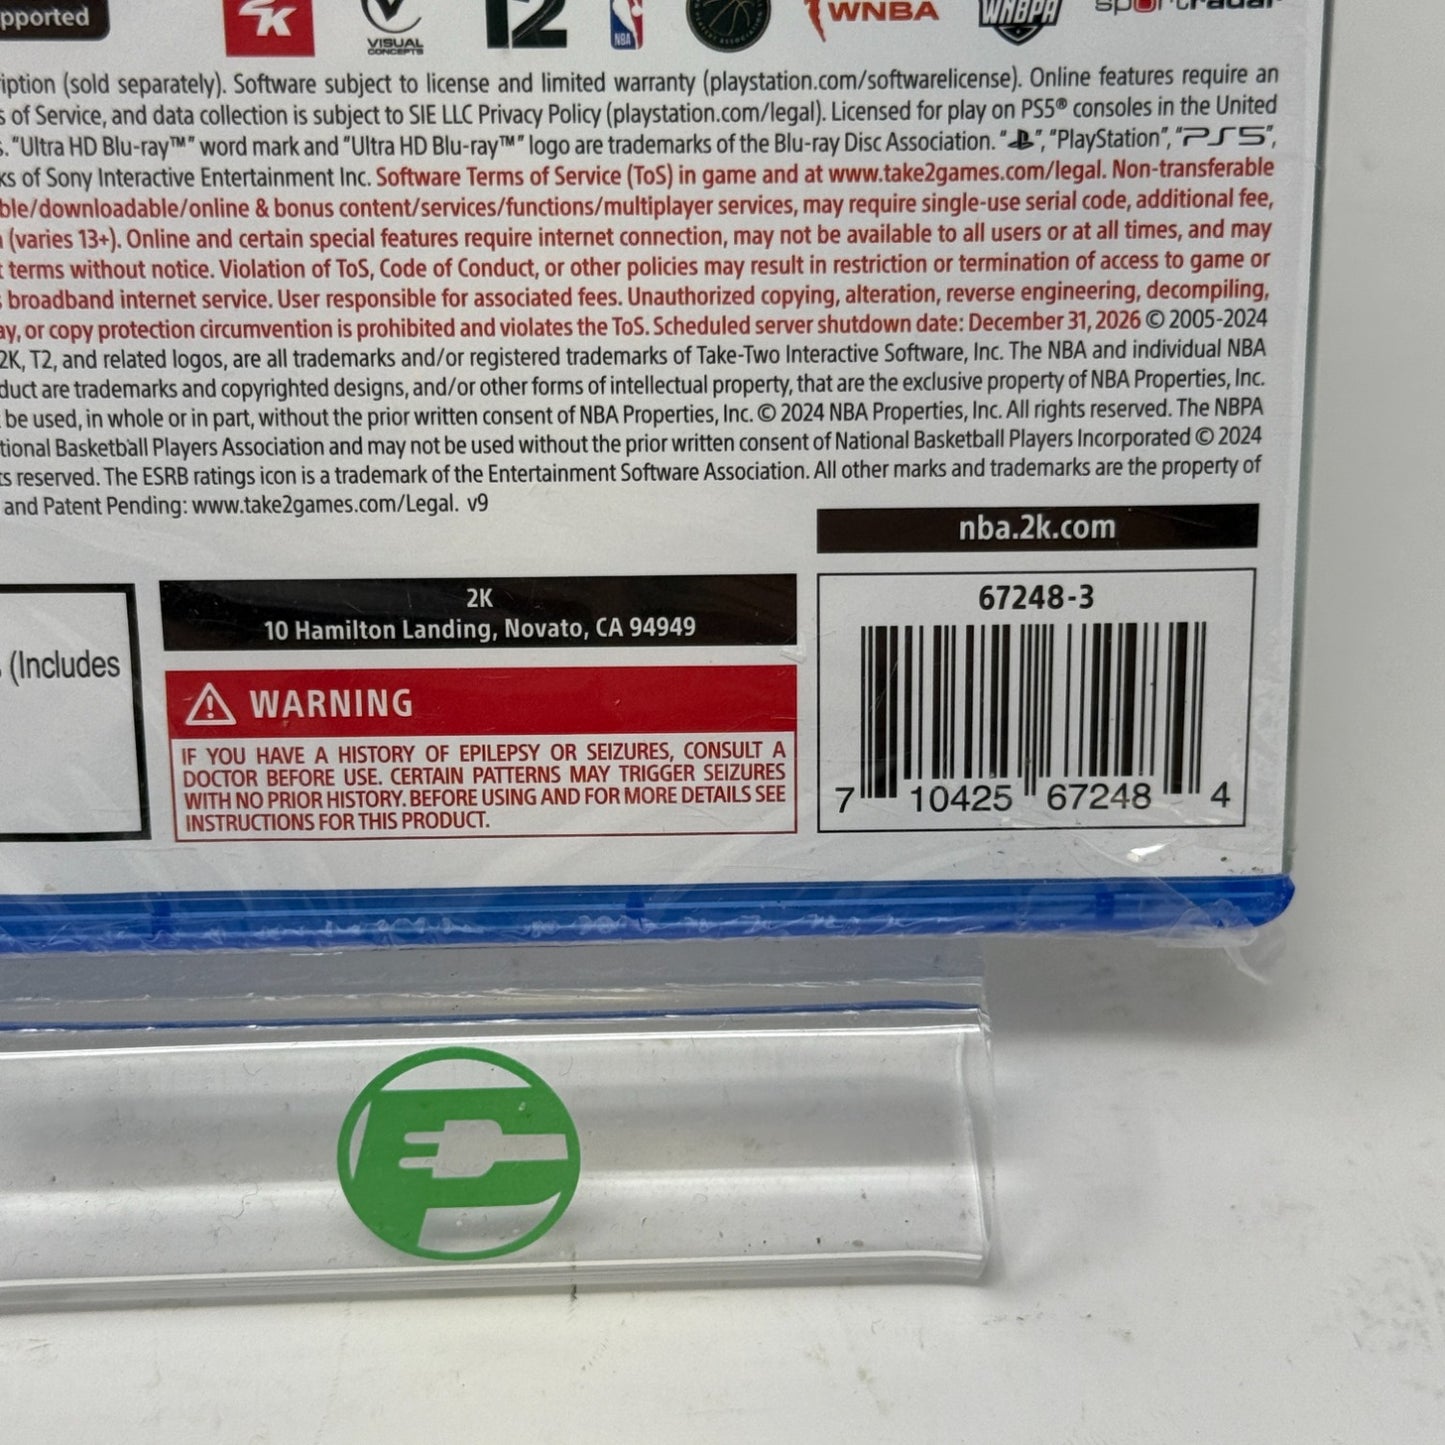 pported
2K
VISUAL CONCEPTS
NBA
WNBA
WNBPA
sportradar
iption (sold separately). Software subject to license and limited warranty (playstation.com/softwarelicense). Online features require an
s of Service, and data collection is subject to SIE LLC Privacy Policy (playstation.com/legal). Licensed for play on PS5® consoles in the United
s. “Ultra HD Blu-ray™” word mark and “Ultra HD Blu-ray™” logo are trademarks of the Blu-ray Disc Association. “ ”, “PlayStation”, “PS5”,
ks of Sony Interactive Entertainment Inc. Software Terms of Service (ToS) in game and at www.take2games.com/legal. Non-transferable
ble/downloadable/online & bonus content/services/functions/multiplayer services, may require single-use serial code, additional fee,
(varies 13+). Online and certain special features require internet connection, may not be available to all users or at all times, and may
t terms without notice. Violation of ToS, Code of Conduct, or other policies may result in restriction or termination of access to game or
s broadband internet service. User responsible for associated fees. Unauthorized copying, alteration, reverse engineering, decompiling,
ay, or copy protection circumvention is prohibited and violates the ToS. Scheduled server shutdown date: December 31, 2026 © 2005-2024
2K, T2, and related logos, are all trademarks and/or registered trademarks of Take-Two Interactive Software, Inc. The NBA and individual NBA
duct are trademarks and copyrighted designs, and/or other forms of intellectual property, that are the exclusive property of NBA Properties, Inc.
be used, in whole or in part, without the prior written consent of NBA Properties, Inc. © 2024 NBA Properties, Inc. All rights reserved. The NBPA
tional Basketball Players Association and may not be used without the prior written consent of National Basketball Players Incorporated © 2024
ts reserved. The ESRB ratings icon is a trademark of the Entertainment Software Association. All other marks and trademarks are the property of
and Patent Pending: www.take2games.com/Legal. v9
nba.2k.com
2K
10 Hamilton Landing, Novato, CA 94949
67248-3
(Includes
WARNING
IF YOU HAVE A HISTORY OF EPILEPSY OR SEIZURES, CONSULT A
DOCTOR BEFORE USE. CERTAIN PATTERNS MAY TRIGGER SEIZURES
WITH NO PRIOR HISTORY. BEFORE USING AND FOR MORE DETAILS SEE
INSTRUCTIONS FOR THIS PRODUCT.
7 10425 67248 4